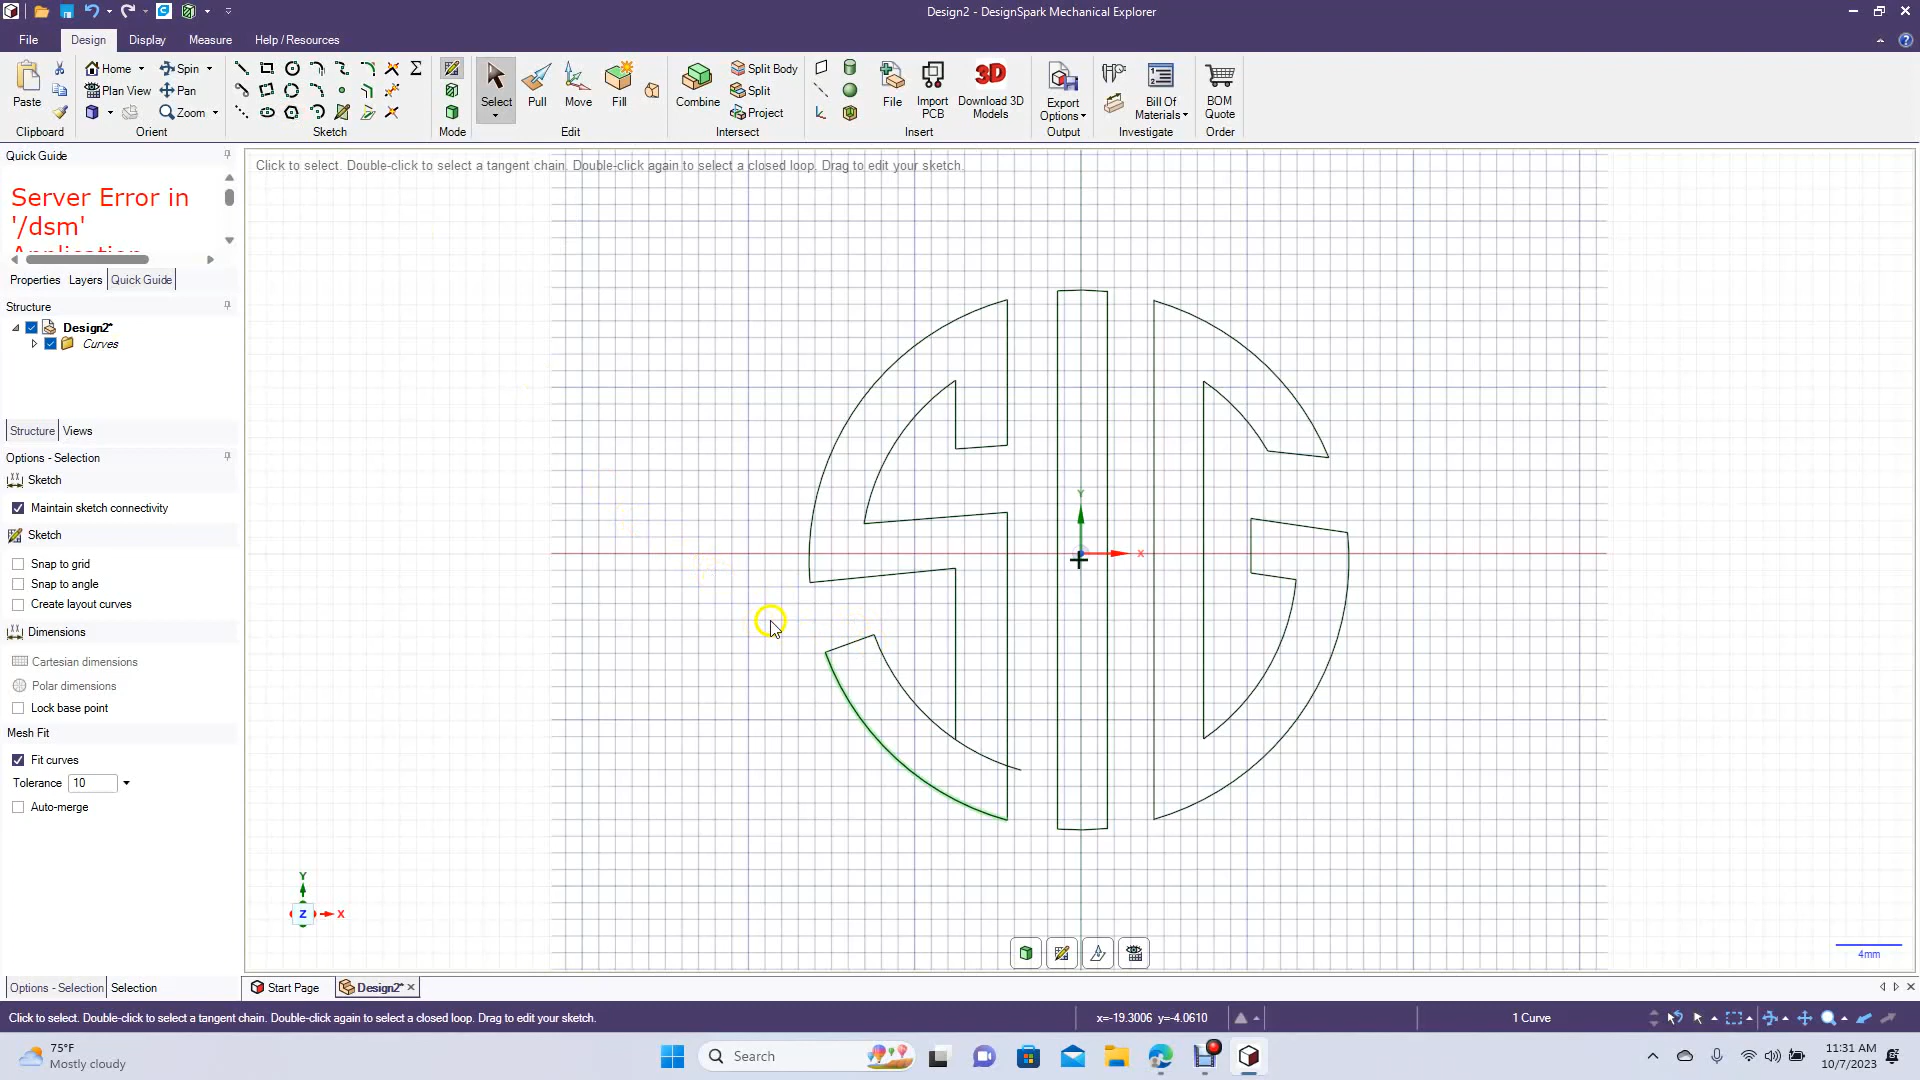 Design2 - DesignSpark Mechanical Explorer
File Design Display Measure Help / Resources
Paste Home Spin Plan View Pan Zoom Select Pull Move Fill Combine Split Body Split Project File Import PCB Download 3D Models Export Options Bill Of Materials BOM Quote
Clipboard Orient Sketch Mode Edit Intersect Insert Output Investigate Order
Quick Guide
Click to select. Double-click to select a tangent chain. Double-click again to select a closed loop. Drag to edit your sketch.
Server Error in
'/dsm'
Application
Properties Layers Quick Guide
Structure
Design2*
Curves
Structure Views
Options - Selection
Sketch
Maintain sketch connectivity
Sketch
Snap to grid
Snap to angle
Create layout curves
Dimensions
Cartesian dimensions
Polar dimensions
Lock base point
Mesh Fit
Fit curves
Tolerance 10
Auto-merge
Y
X
Y
Z X
4mm
Options - Selection Selection Start Page Design2*
Click to select. Double-click to select a tangent chain. Double-click again to select a closed loop. Drag to edit your sketch. x=-19.3006 y=-4.0610 1 Curve
75°F
Mostly cloudy
Search
11:31 AM
10/7/2023